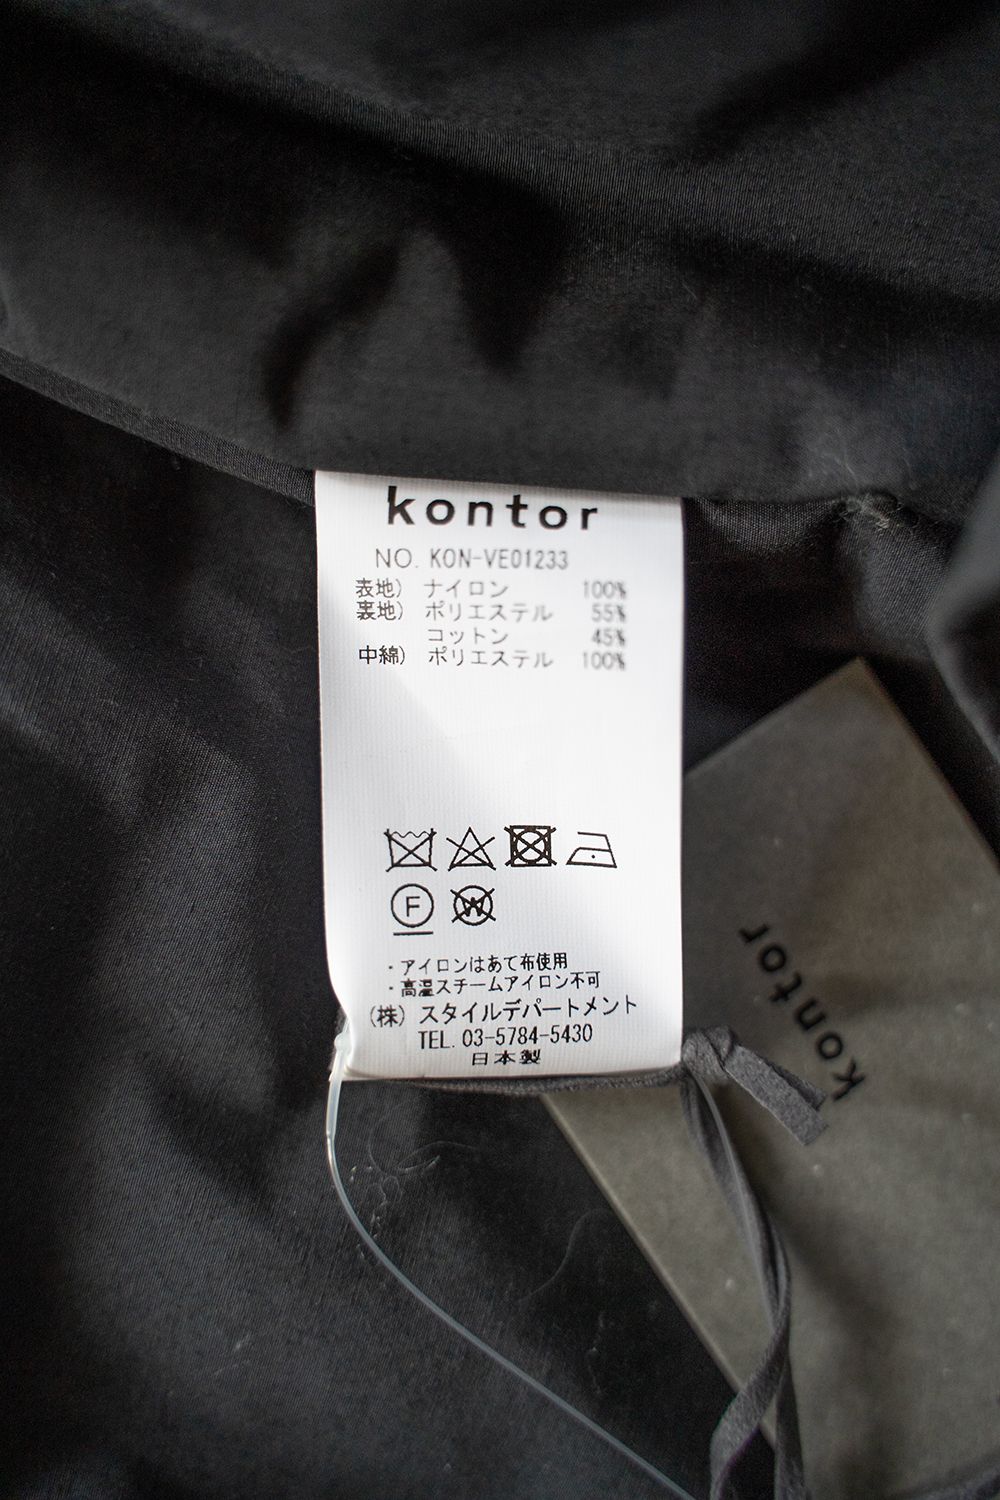 kontor
NO. KON-VE01233
表地) ナイロン 100%
裏地) ポリエステル 55%
コットン 45%
中綿) ポリエステル 100%
F
W
・アイロンはあて布使用
・高温スチームアイロン不可
(株) スタイルデパートメント
TEL. 03-5784-5430
日本製
kontor